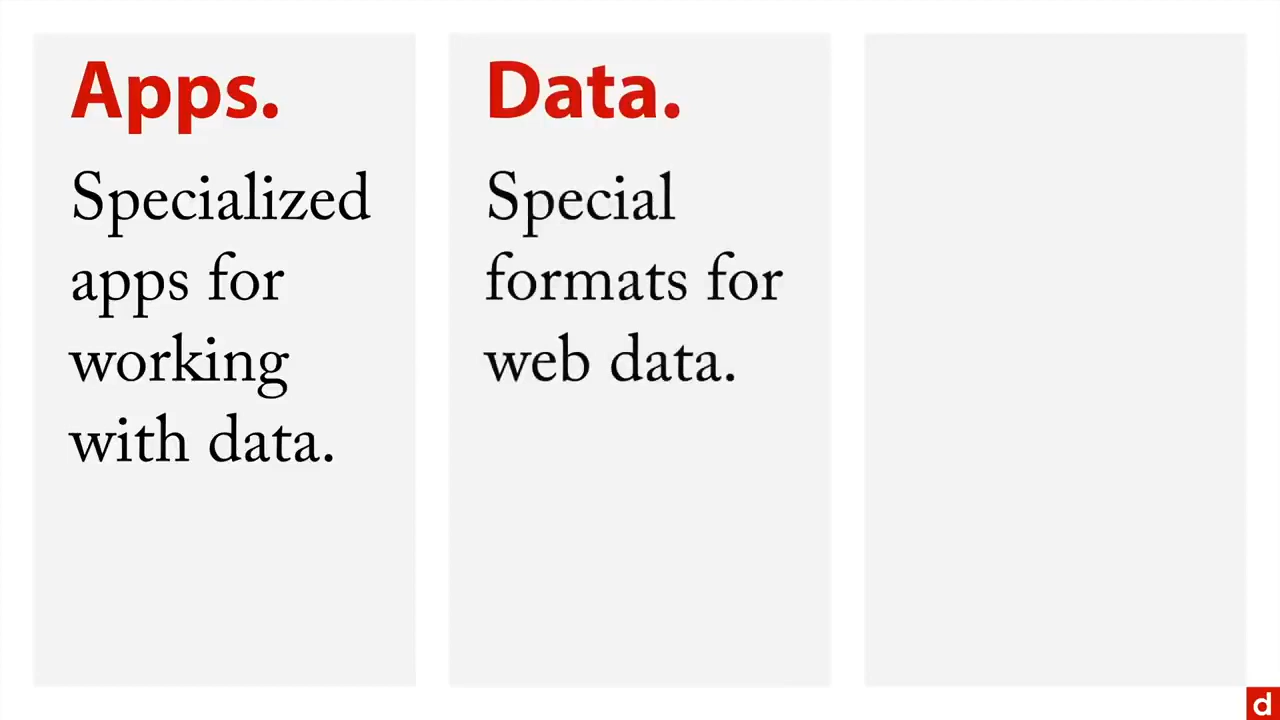 Apps.
Specialized
apps for
working
with data.
Data.
Special
formats for
web data.
d